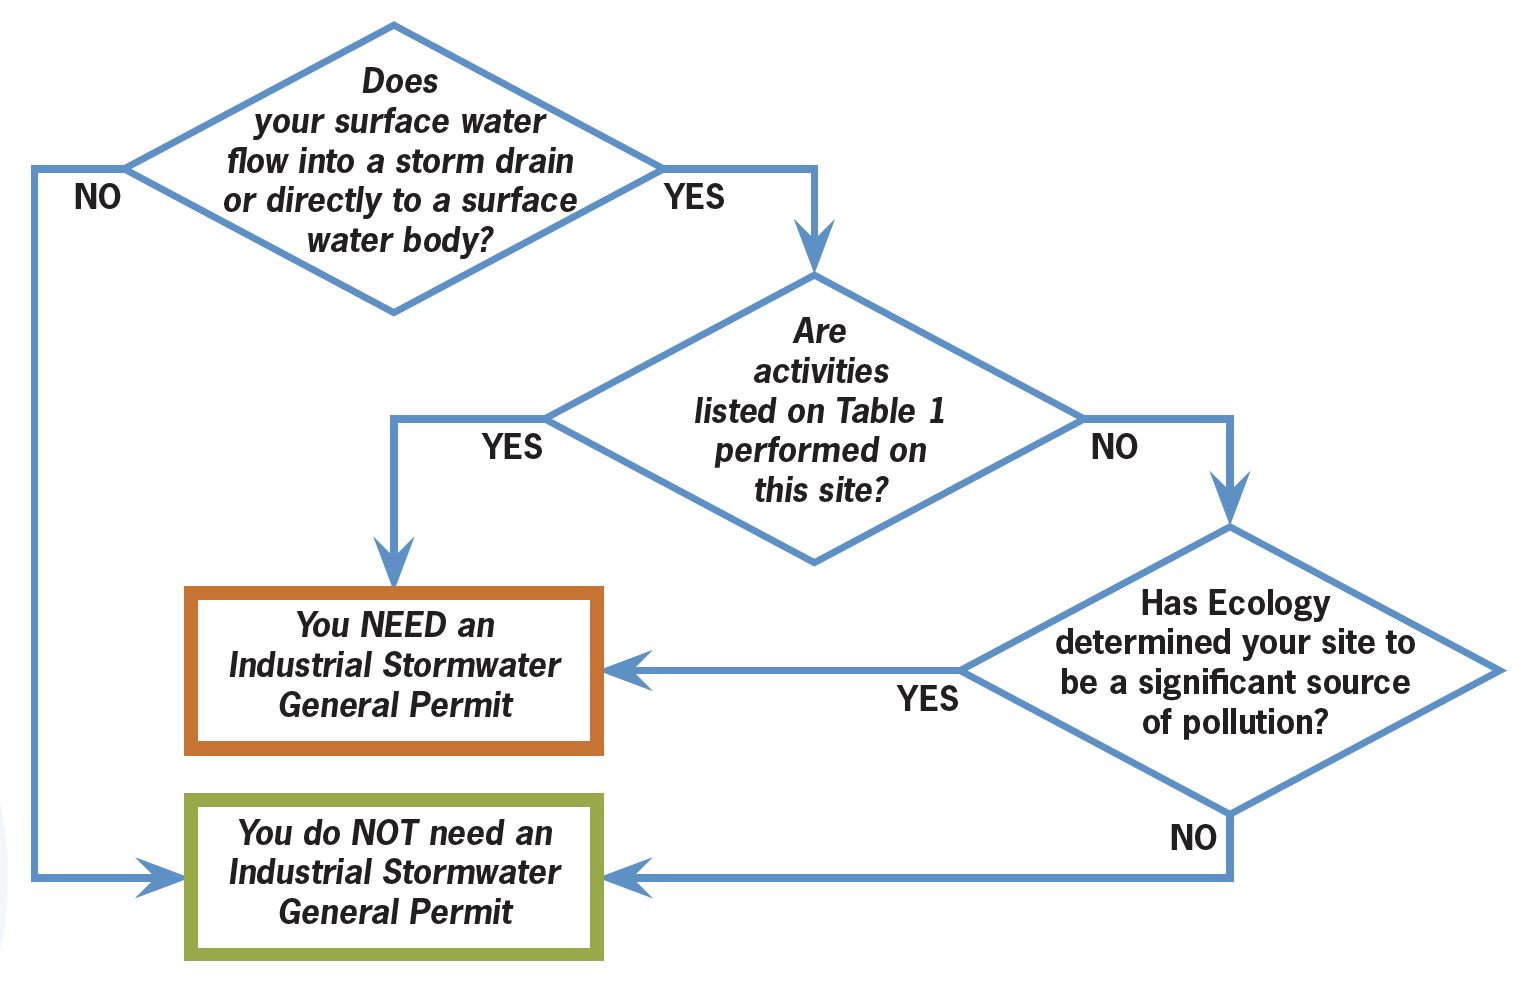 Does
your surface water
flow into a storm drain
or directly to a surface
water body?
NO
YES
Are
activities
listed on Table 1
performed on
this site?
YES
NO
Has Ecology
determined your site to
be a significant source
of pollution?
YES
NO
You NEED an
Industrial Stormwater
General Permit
You do NOT need an
Industrial Stormwater
General Permit